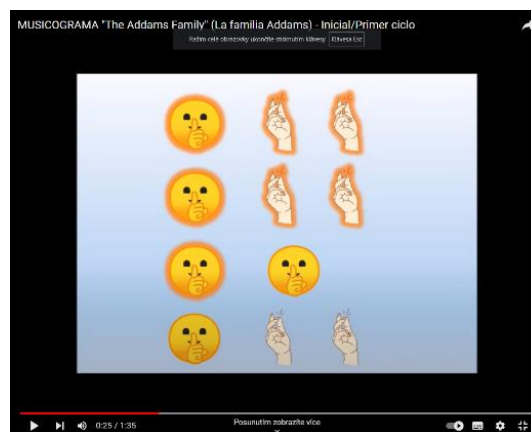 MUSICOGRAMA "The Addams Family" (La familia Addams) - Inicial/Primer ciclo
Režim celé obrazovky ukončíte stisknutím klávesy Klávesa Esc
0:25 / 1:35
Posunutím zobrazíte více